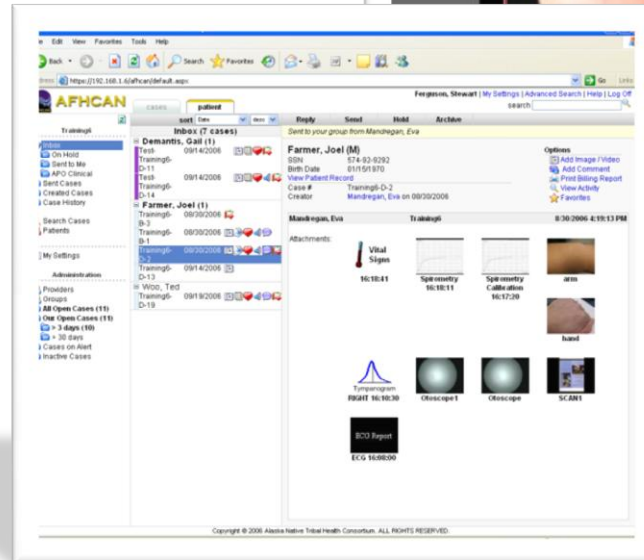 Edit View Favorites Tools Help
Back Search Favorites
https://192.168.1.6/afhcan/default.aspx Go Links
AFHCAN
cases patient
Ferguson, Stewart | My Settings | Advanced Search | Help | Log Off
search
sort Date
Reply Send Hold Archive
Training6
Inbox
On Hold
Sent to Me
APO Clinical
Sent Cases
Created Cases
Case History
Search Cases
Patients
My Settings
Administration
Providers
Groups
All Open Cases (11)
Our Open Cases (11)
> 3 days (10)
> 30 days
Cases on Alert
Inactive Cases
Inbox (7 cases)
Demantis, Gail (1)
Test- 09/14/2006
Training6-
D-11
Test- 09/14/2006
Training6-
D-14
Farmer, Joel (1)
Training6- 08/30/2006
B-3
Training6- 08/30/2006
B-1
Training6- 08/30/2006
D-2
Training6- 09/14/2006
D-13
Woo, Ted
Training6- 09/19/2006
D-19
Sent to your group from Mandregan, Eva
Farmer, Joel (M)
SSN 574-92-9292
Birth Date 01/15/1970
View Patient Record
Case # Training6-D-2
Creator Mandregan, Eva on 08/30/2006
Options
Add Image / Video
Add Comment
Print Billing Report
View Activity
Favorites
Mandregan, Eva Training6 8/30/2006 4:19:13 PM
Attachments:
Vital
Signs
16:18:41
Spirometry
16:18:11
Spirometry
Calibration
16:17:20
arm
hand
Tympanogram
RIGHT 16:10:30
Otoscope1
Otoscope
SCAN1
ECG Report
ECG 16:08:00
Copyright © 2006 Alaska Native Tribal Health Consortium. ALL RIGHTS RESERVED.